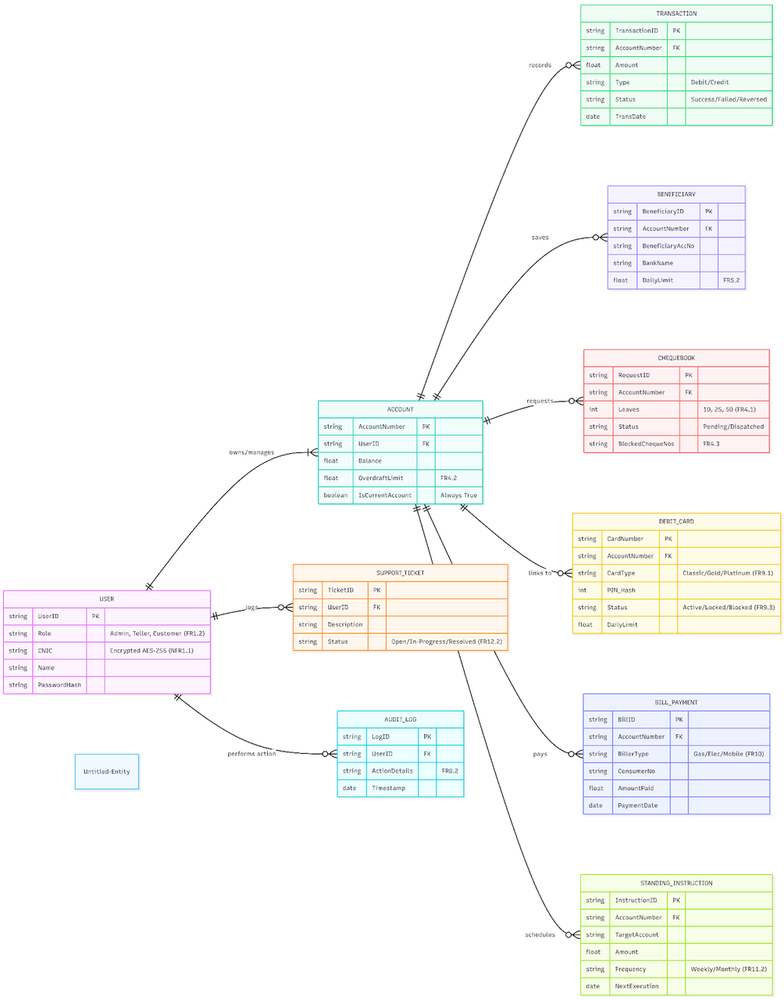 TRANSACTION
string TransactionID PK
string AccountNumber FK
float Amount
string Type Debit/Credit
string Status Success/Failed/Reversed
date TransDate
records
BENEFICIARY
string BeneficiaryID PK
string AccountNumber FK
string BeneficiaryAccNo
string BankName
float DailyLimit FR5.2
saves
CHEQUEBOOK
string RequestID PK
string AccountNumber FK
int Leaves 10, 25, 50 (FR4.1)
string Status Pending/Dispatched
string BlockedChequeNos FR4.3
requests
ACCOUNT
string AccountNumber PK
string UserID FK
float Balance
float OverdraftLimit FR4.2
boolean IsCurrentAccount Always True
owns/manages
DEBIT_CARD
string CardNumber PK
string AccountNumber FK
string CardType Classic/Gold/Platinum (FR9.1)
int PIN_Hash
string Status Active/Locked/Blocked (FR9.3)
float DailyLimit
links to
SUPPORT_TICKET
string TicketID PK
string UserID FK
string Description
string Status Open/In-Progress/Resolved (FR12.2)
logs
USER
string UserID PK
string Role Admin, Teller, Customer (FR1.2)
string CNIC Encrypted AES-256 (NFR1.1)
string Name
string PasswordHash
AUDIT_LOG
string LogID PK
string UserID FK
string ActionDetails FR8.2
date Timestamp
performs action
Untitled-Entity
BILL_PAYMENT
string BillID PK
string AccountNumber FK
string BillerType Gas/Elec/Mobile (FR10)
string ConsumerNo
float AmountPaid
date PaymentDate
pays
STANDING_INSTRUCTION
string InstructionID PK
string AccountNumber FK
string TargetAccount
float Amount
string Frequency Weekly/Monthly (FR11.2)
date NextExecution
schedules